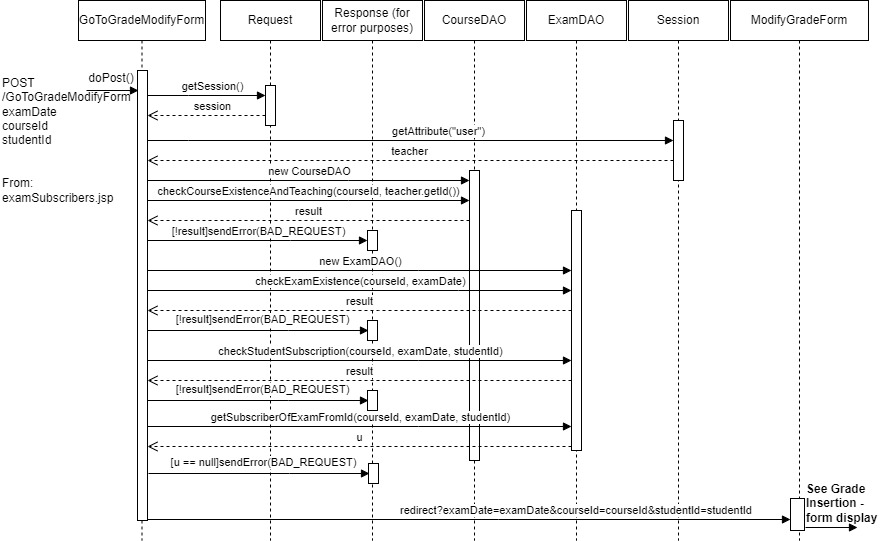 GoToGradeModifyForm
Request
Response (for
error purposes)
CourseDAO
ExamDAO
Session
ModifyGradeForm
doPost()
POST
/GoToGradeModifyForm
examDate
courseId
studentId
From:
examSubscribers.jsp
getSession()
session
getAttribute("user")
teacher
new CourseDAO
checkCourseExistenceAndTeaching(courseId, teacher.getId())
result
[!result]sendError(BAD_REQUEST)
new ExamDAO()
checkExamExistence(courseId, examDate)
result
[!result]sendError(BAD_REQUEST)
checkStudentSubscription(courseId, examDate, studentId)
result
[!result]sendError(BAD_REQUEST)
getSubscriberOfExamFromId(courseId, examDate, studentId)
u
[u == null]sendError(BAD_REQUEST)
redirect?examDate=examDate&courseId=courseId&studentId=studentId
See Grade
Insertion -
form display